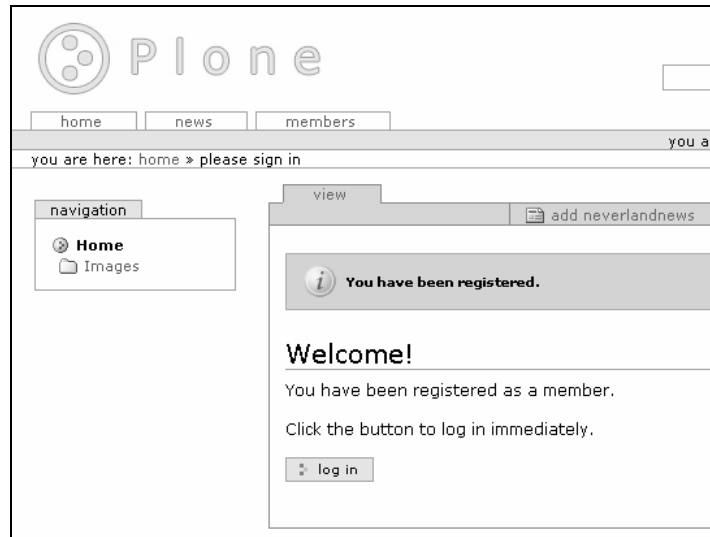 Plone
home news members
you a
you are here: home » please sign in
view
navigation
add neverlandnews
Home
Images
i You have been registered.
Welcome!
You have been registered as a member.
Click the button to log in immediately.
log in